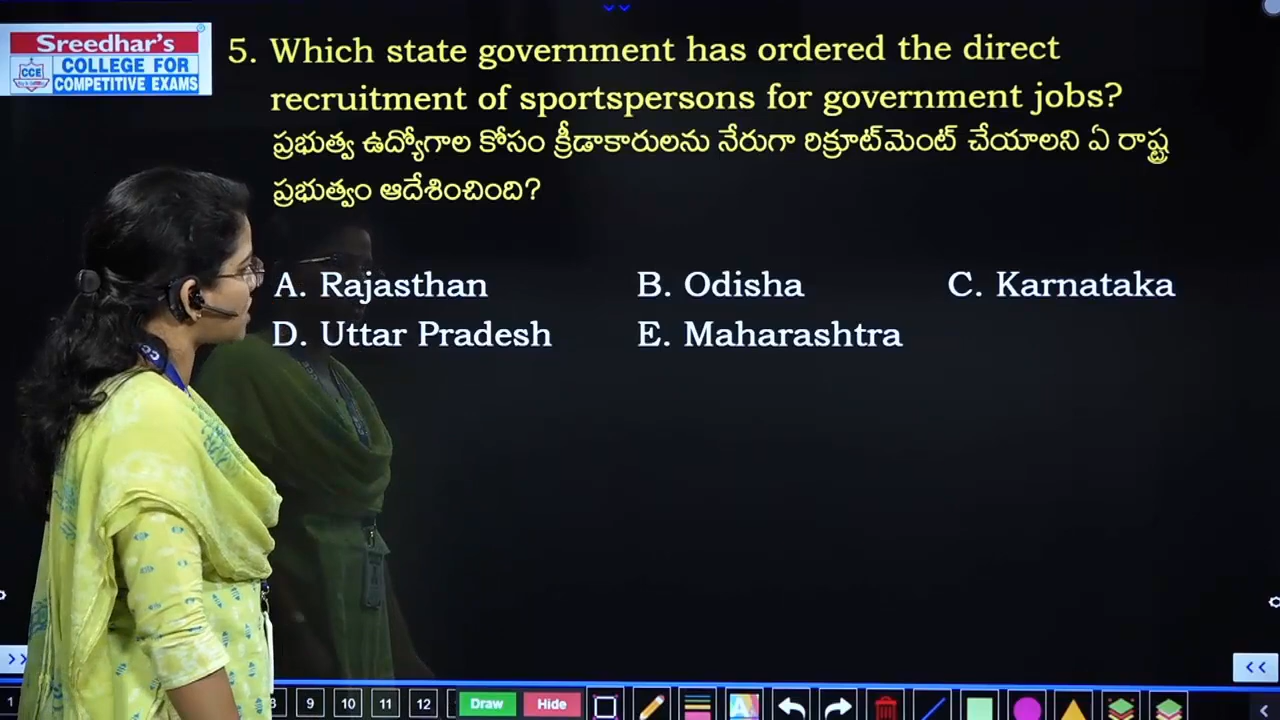 Sreedhar's
CCE
COLLEGE FOR
COMPETITIVE EXAMS
5. Which state government has ordered the direct
recruitment of sportspersons for government jobs?
ప్రభుత్వ ఉద్యోగాల కోసం క్రీడాకారులను నేరుగా రిక్రూట్‌మెంట్ చేయాలని ఏ రాష్ట్ర
ప్రభుత్వం ఆదేశించింది?
A. Rajasthan B. Odisha C. Karnataka
D. Uttar Pradesh E. Maharashtra
1 8 9 10 11 12 Draw Hide